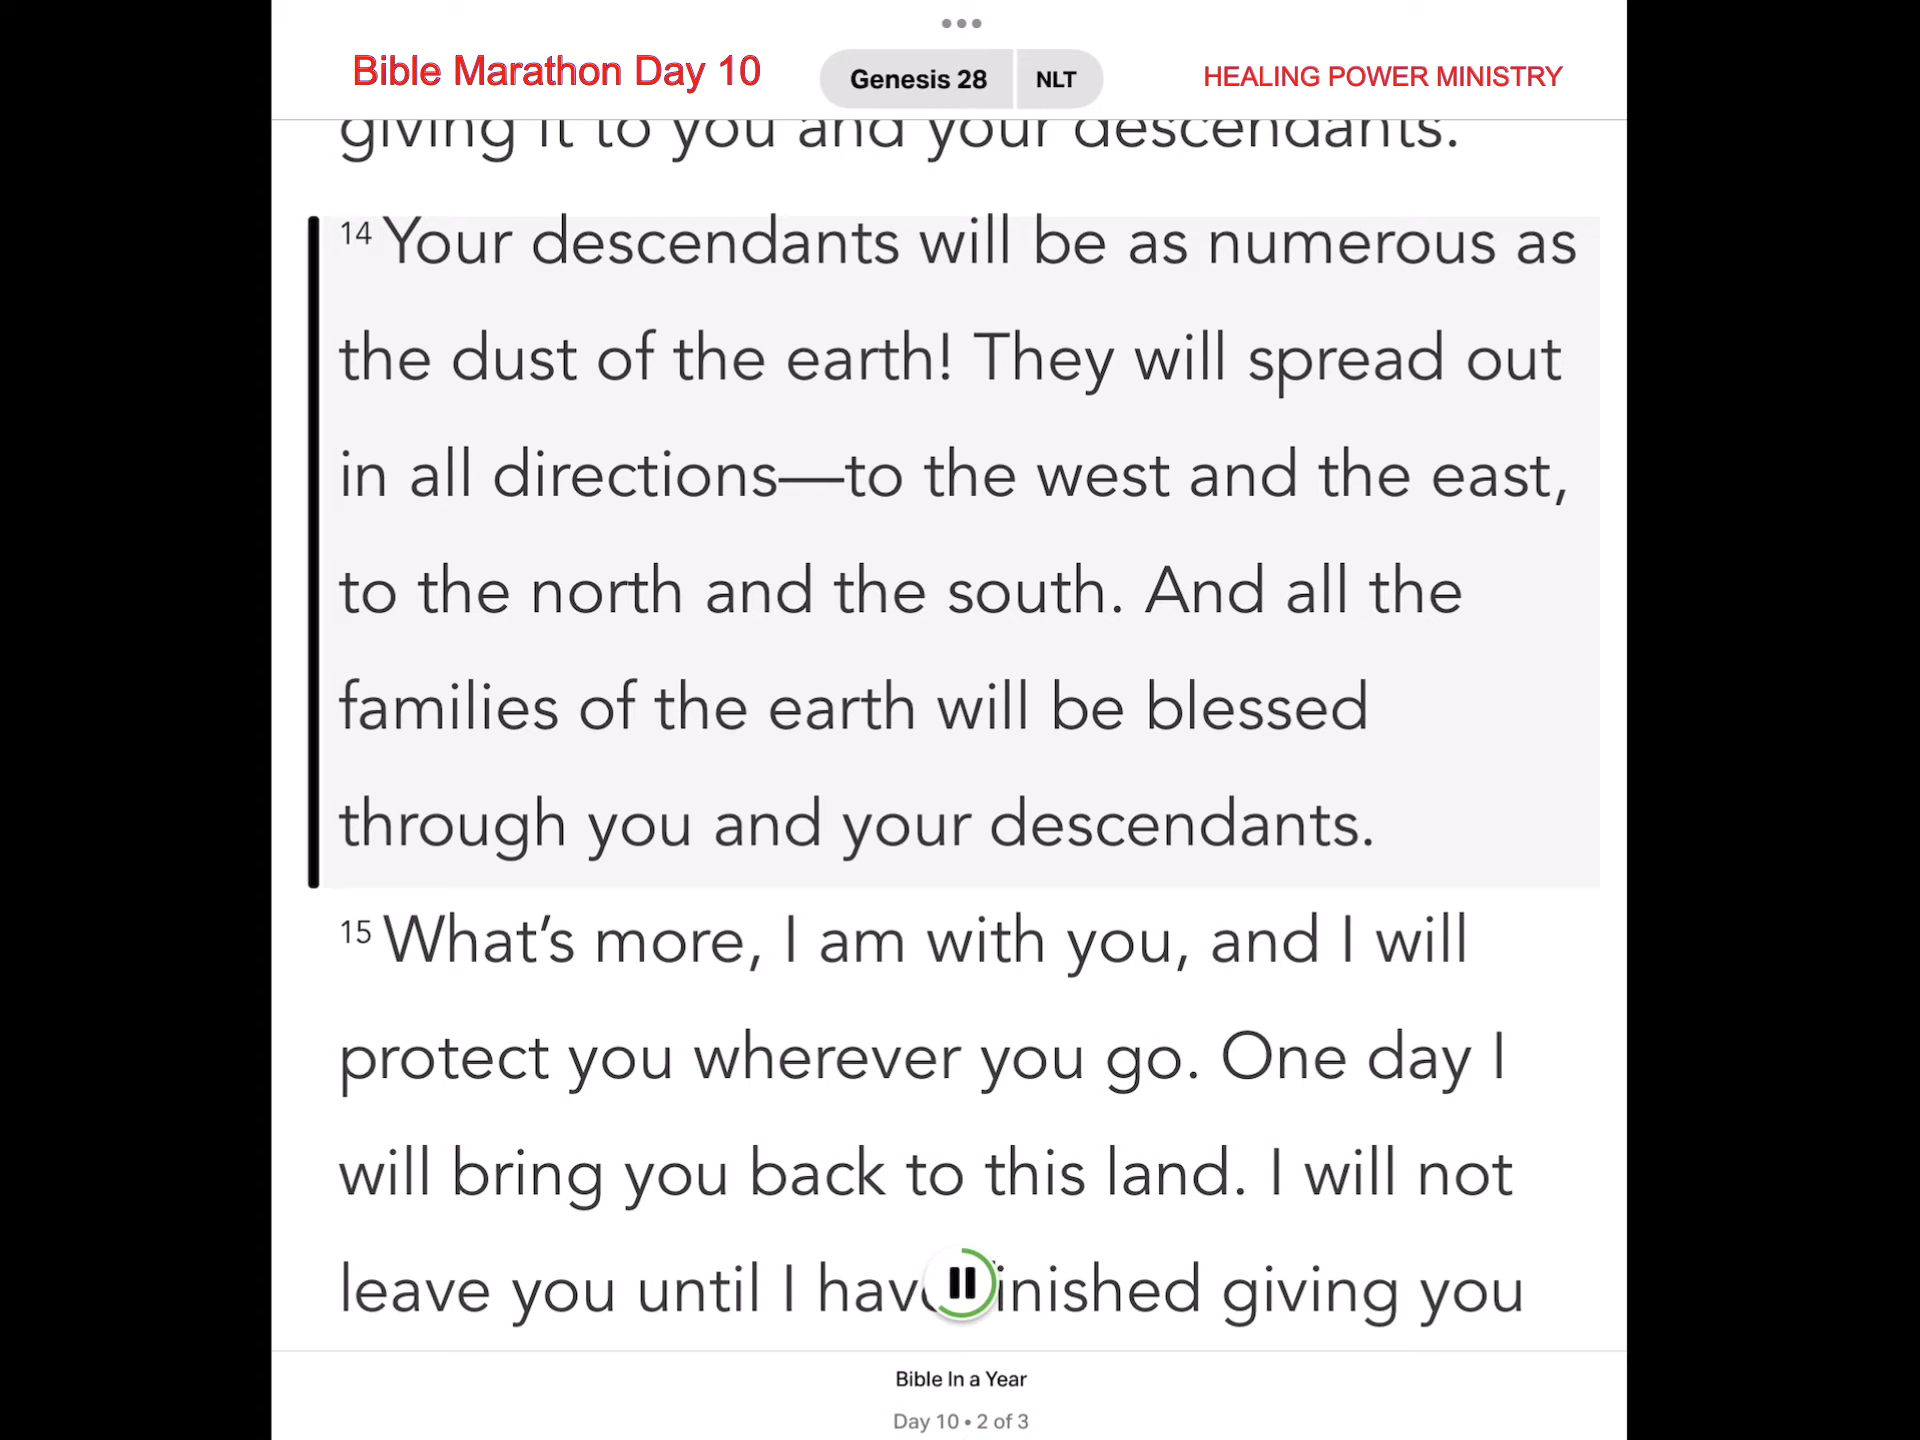 Bible Marathon Day 10
Genesis 28 NLT
HEALING POWER MINISTRY
giving it to you and your descendants.
14 Your descendants will be as numerous as
the dust of the earth! They will spread out
in all directions—to the west and the east,
to the north and the south. And all the
families of the earth will be blessed
through you and your descendants.
15 What’s more, I am with you, and I will
protect you wherever you go. One day I
will bring you back to this land. I will not
leave you until I have finished giving you
Bible In a Year
Day 10 • 2 of 3